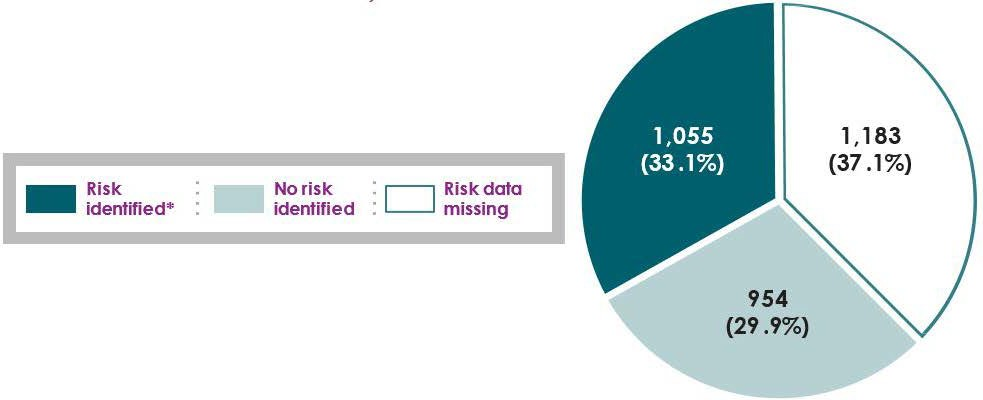 Risk
identified*
No risk
identified
Risk data
missing
1,055
(33.1%)
1,183
(37.1%)
954
(29.9%)